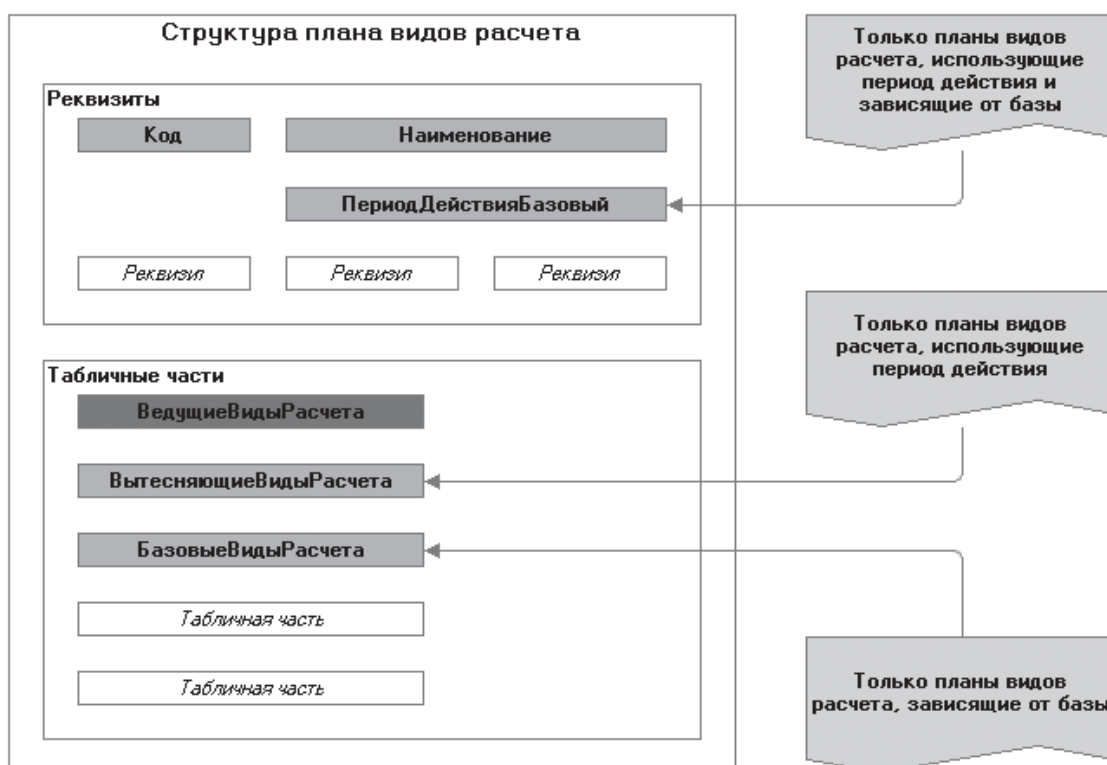 Структура плана видов расчета
Реквизиты
Код
Наименование
ПериодДействияБазовый
Реквизит
Реквизит
Реквизит
Табличные части
ВедущиеВидыРасчета
ВытесняющиеВидыРасчета
БазовыеВидыРасчета
Табличная часть
Табличная часть
Только планы видов
расчета, использующие
период действия и
зависящие от базы
Только планы видов
расчета, использующие
период действия
Только планы видов
расчета, зависящие от базы